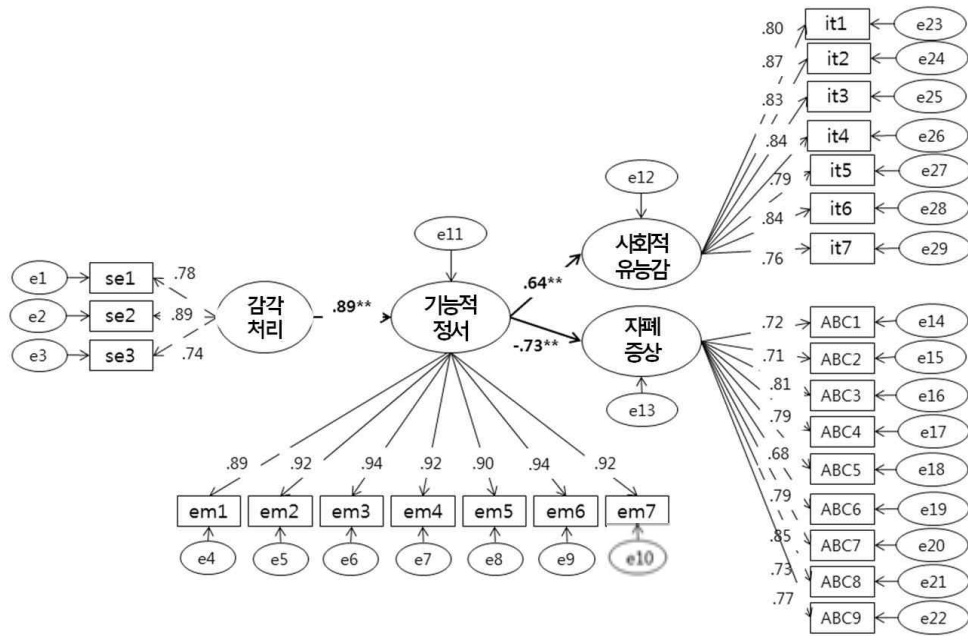 .80
it1
e23
.87
it2
e24
.83
it3
e25
.84
it4
e26
.79
it5
e27
.84
it6
e28
.76
it7
e29
e12
사회적
유능감
e11
.64**
e1
se1
.78
e2
se2
.89
e3
se3
.74
감각
처리
.89**
기능적
정서
-.73**
자폐
증상
e13
.72
ABC1
e14
.71
ABC2
e15
.81
ABC3
e16
.79
ABC4
e17
.68
ABC5
e18
.79
ABC6
e19
.85
ABC7
e20
.73
ABC8
e21
.77
ABC9
e22
.89
.92
.94
.92
.90
.94
.92
em1
em2
em3
em4
em5
em6
em7
e4
e5
e6
e7
e8
e9
e10